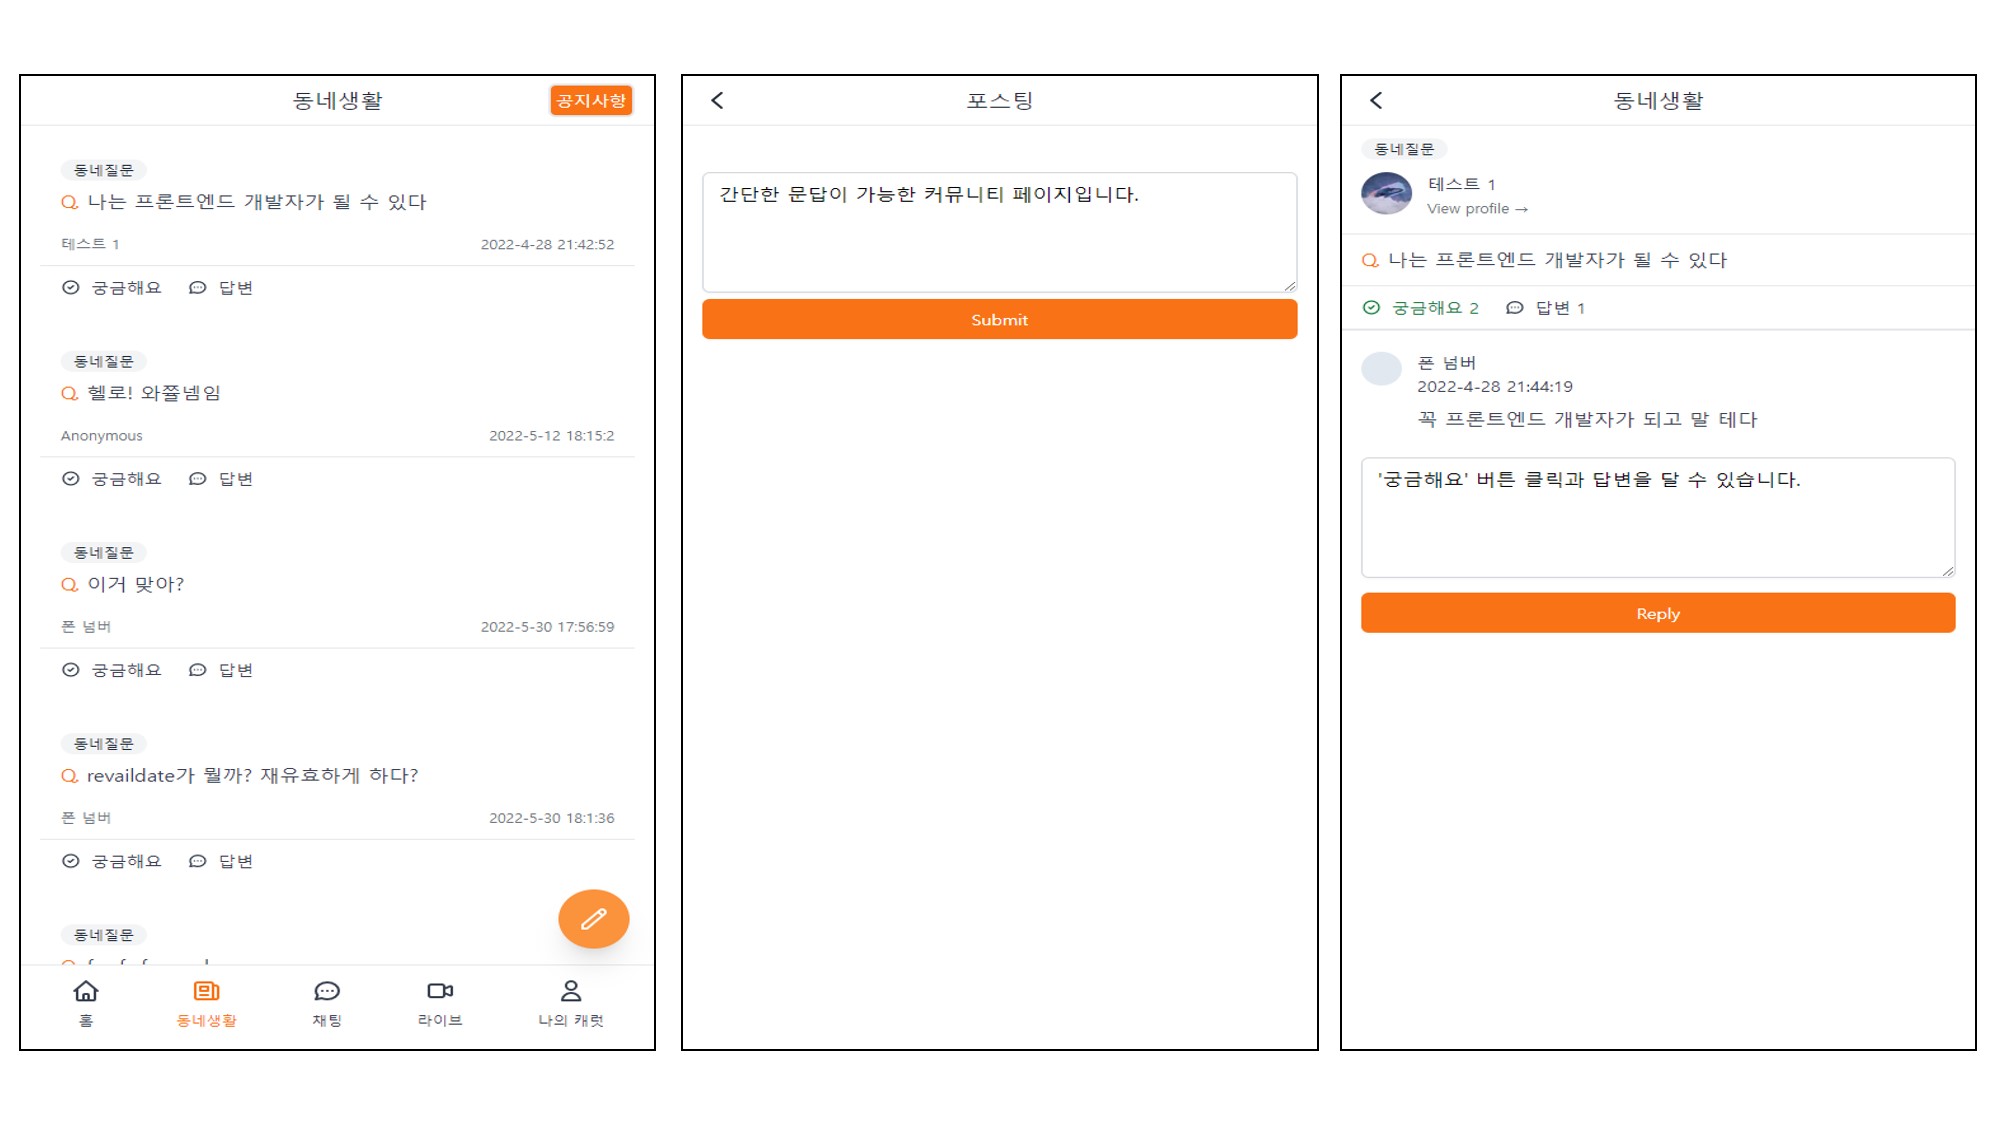 동네생활
공지사항
동네질문
Q. 나는 프론트엔드 개발자가 될 수 있다
테스트 1 2022-4-28 21:42:52
궁금해요 답변
동네질문
Q. 헬로! 와쮤넴임
Anonymous 2022-5-12 18:15:2
궁금해요 답변
동네질문
Q. 이거 맞아?
폰 넘버 2022-5-30 17:56:59
궁금해요 답변
동네질문
Q. revaildate가 뭘까? 재유효하게 하다?
폰 넘버 2022-5-30 18:1:36
궁금해요 답변
동네질문
홈 동네생활 채팅 라이브 나의 캐럿
포스팅
간단한 문답이 가능한 커뮤니티 페이지입니다.
Submit
동네생활
동네질문
테스트 1
View profile →
Q. 나는 프론트엔드 개발자가 될 수 있다
궁금해요 2 답변 1
폰 넘버
2022-4-28 21:44:19
꼭 프론트엔드 개발자가 되고 말 테다
'궁금해요' 버튼 클릭과 답변을 달 수 있습니다.
Reply